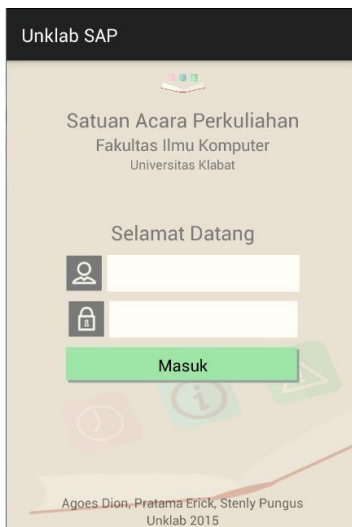 Unklab SAP
Satuan Acara Perkuliahan
Fakultas Ilmu Komputer
Universitas Klabat
Selamat Datang
Masuk
Agoes Dion, Pratama Erick, Stenly Pungus
Unklab 2015